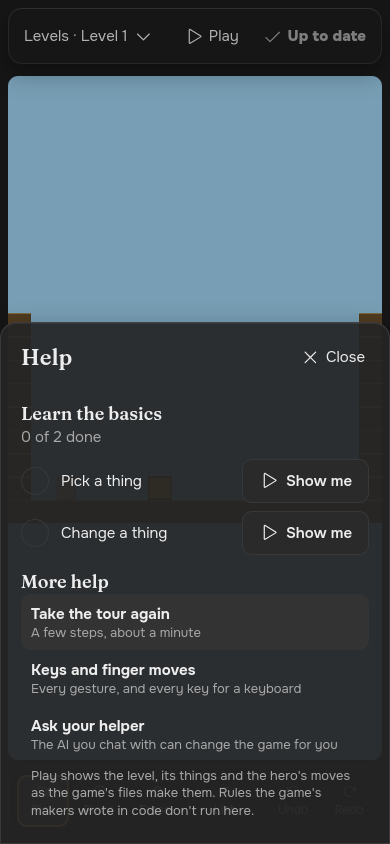 Levels · Level 1
Play
Up to date
Help
Close
Learn the basics
0 of 2 done
Pick a thing
Show me
Change a thing
Show me
More help
Take the tour again
A few steps, about a minute
Keys and finger moves
Every gesture, and every key for a keyboard
Ask your helper
The AI you chat with can change the game for you
Play shows the level, its things and the hero's moves
as the game's files make them. Rules the game's
makers wrote in code don't run here.
Undo
Redo